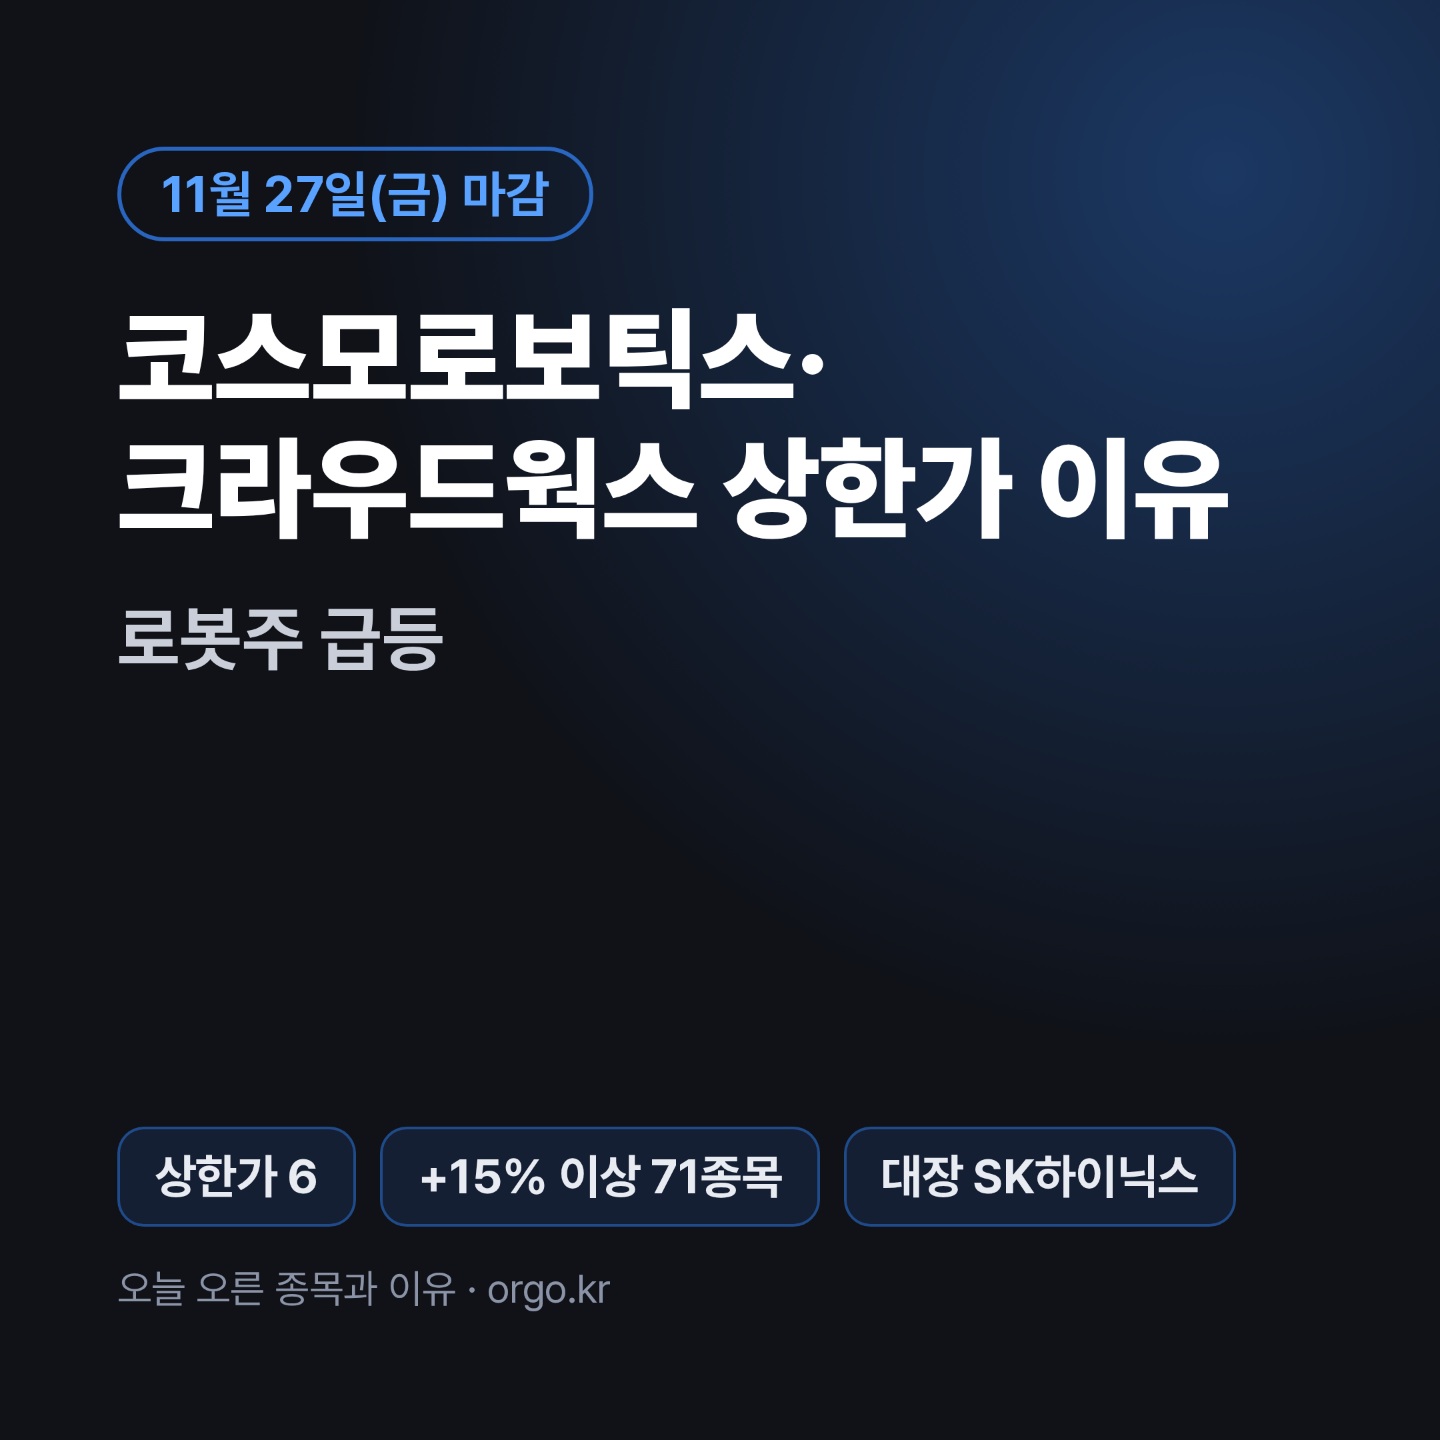 11월 27일(금) 마감
코스모로보틱스·
크라우드웍스 상한가 이유
로봇주 급등
상한가 6
+15% 이상 71종목
대장 SK하이닉스
오늘 오른 종목과 이유 · orgo.kr